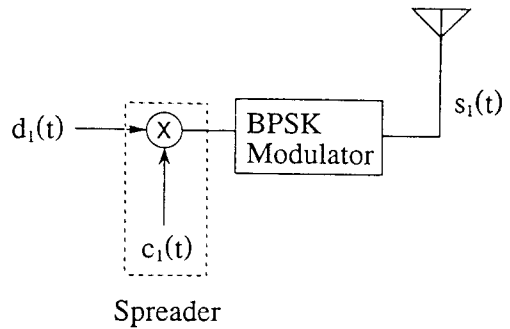 d₁(t)
X
BPSK
Modulator
s₁(t)
c₁(t)
Spreader